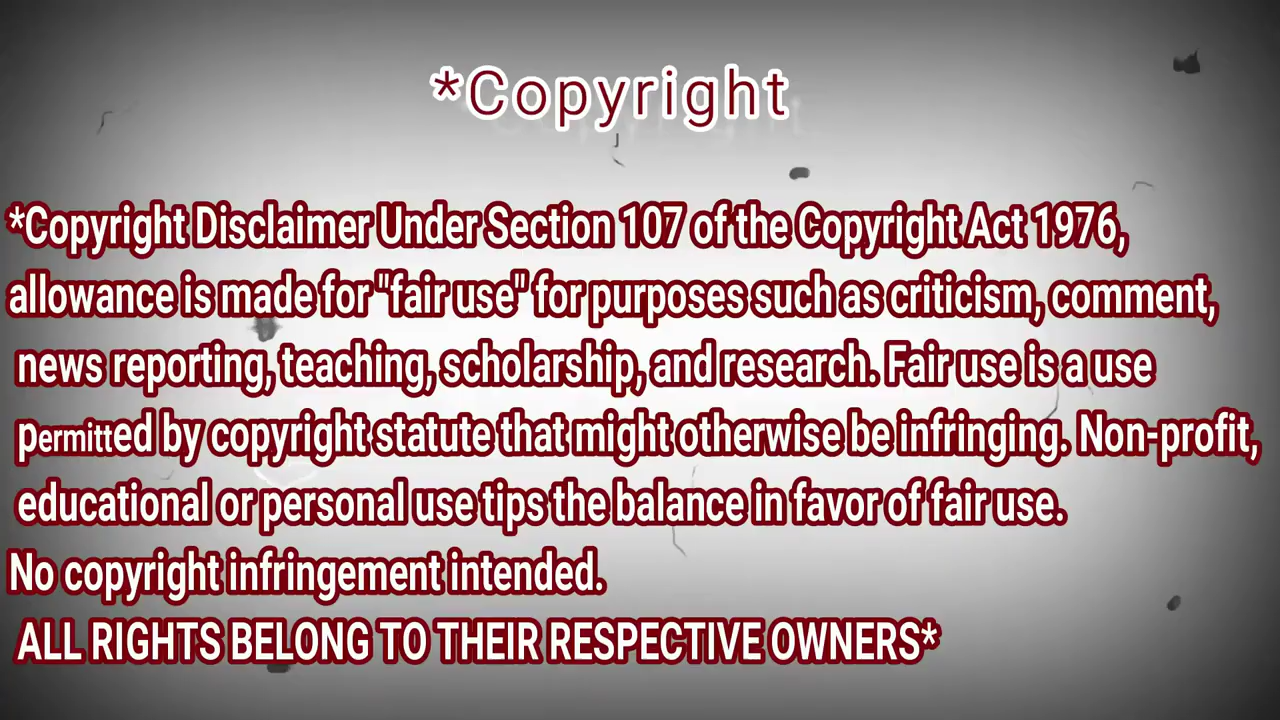 *Copyright
*Copyright Disclaimer Under Section 107 of the Copyright Act 1976,
allowance is made for "fair use" for purposes such as criticism, comment,
news reporting, teaching, scholarship, and research. Fair use is a use
permitted by copyright statute that might otherwise be infringing. Non-profit,
educational or personal use tips the balance in favor of fair use.
No copyright infringement intended.
ALL RIGHTS BELONG TO THEIR RESPECTIVE OWNERS*